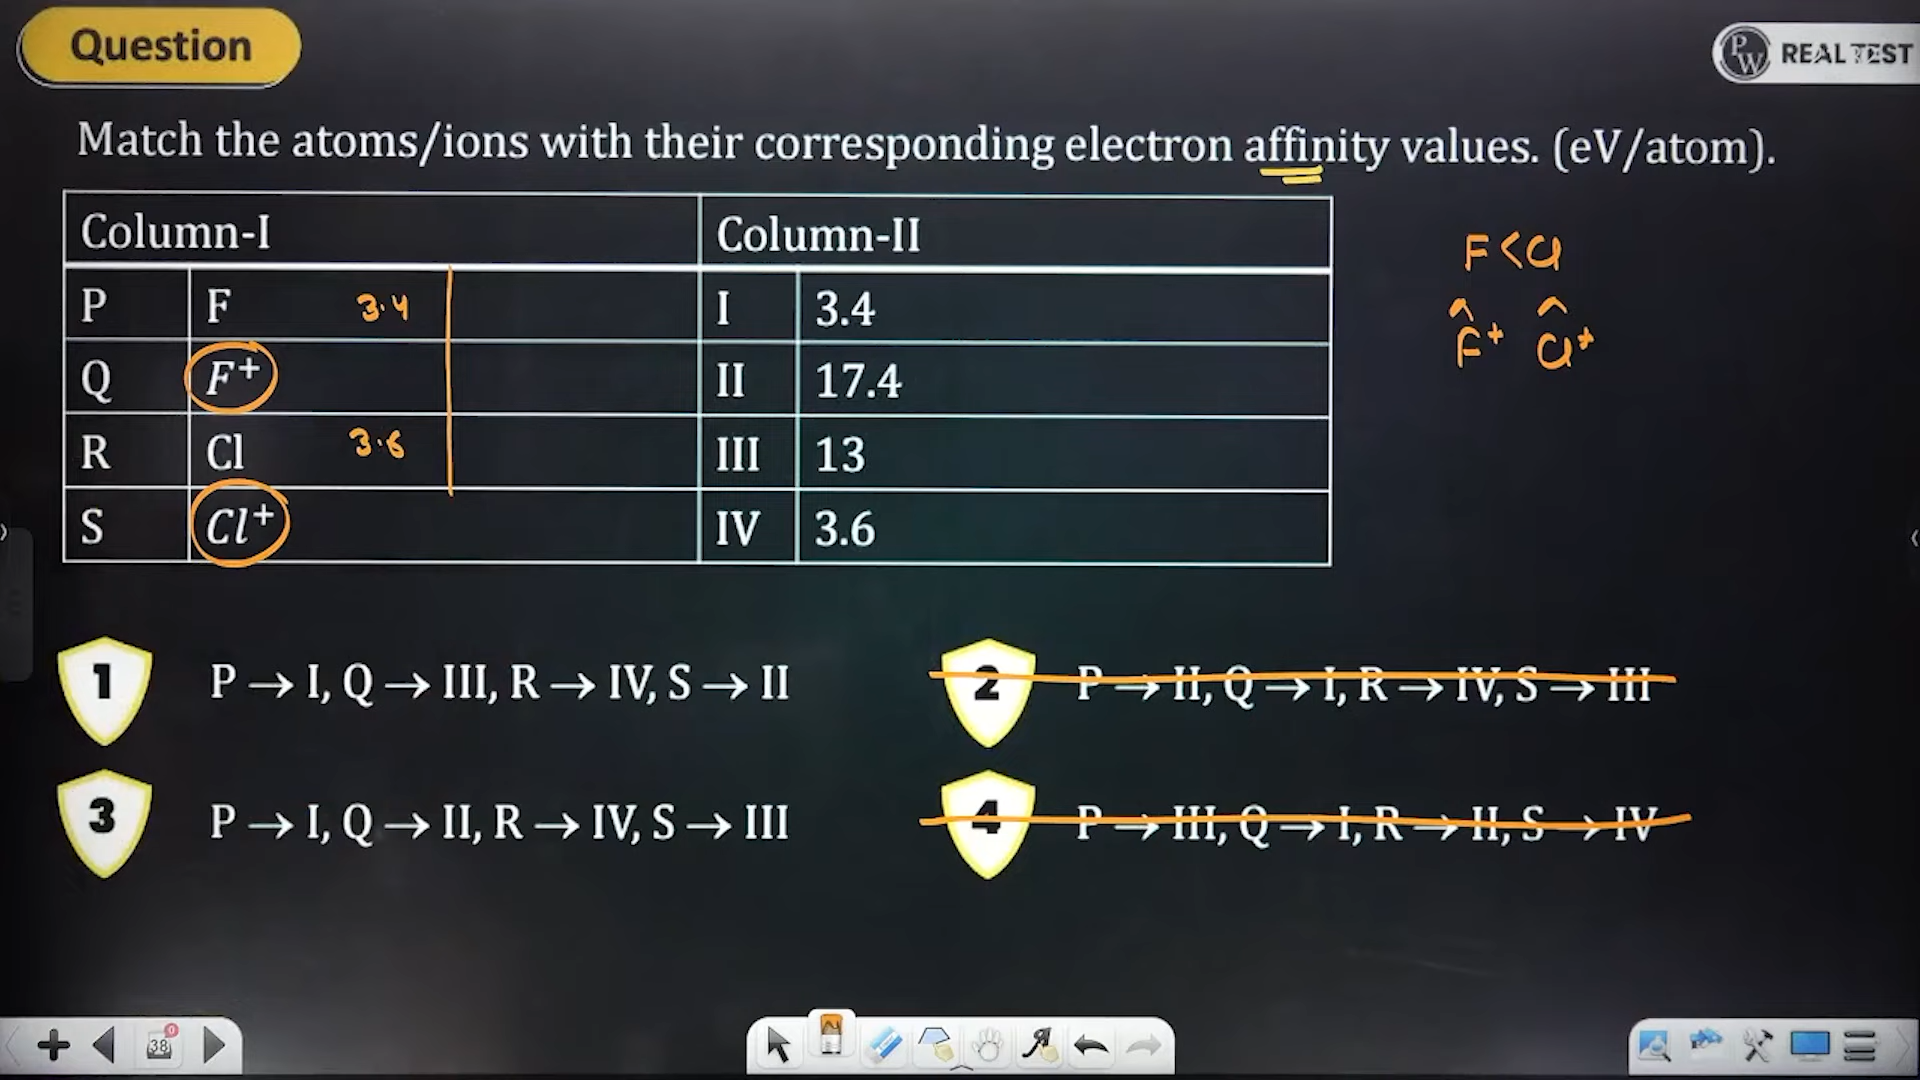 Question
PW REAL TEST
Match the atoms/ions with their corresponding electron affinity values. (eV/atom).
Column-I Column-II
P F 3.4 I 3.4
Q F⁺ II 17.4
R Cl 3.6 III 13
S Cl⁺ IV 3.6
F < Cl
F⁺ Cl⁺
1 P → I, Q → III, R → IV, S → II
2 P → II, Q → I, R → IV, S → III
3 P → I, Q → II, R → IV, S → III
4 P → III, Q → I, R → II, S → IV
38
0